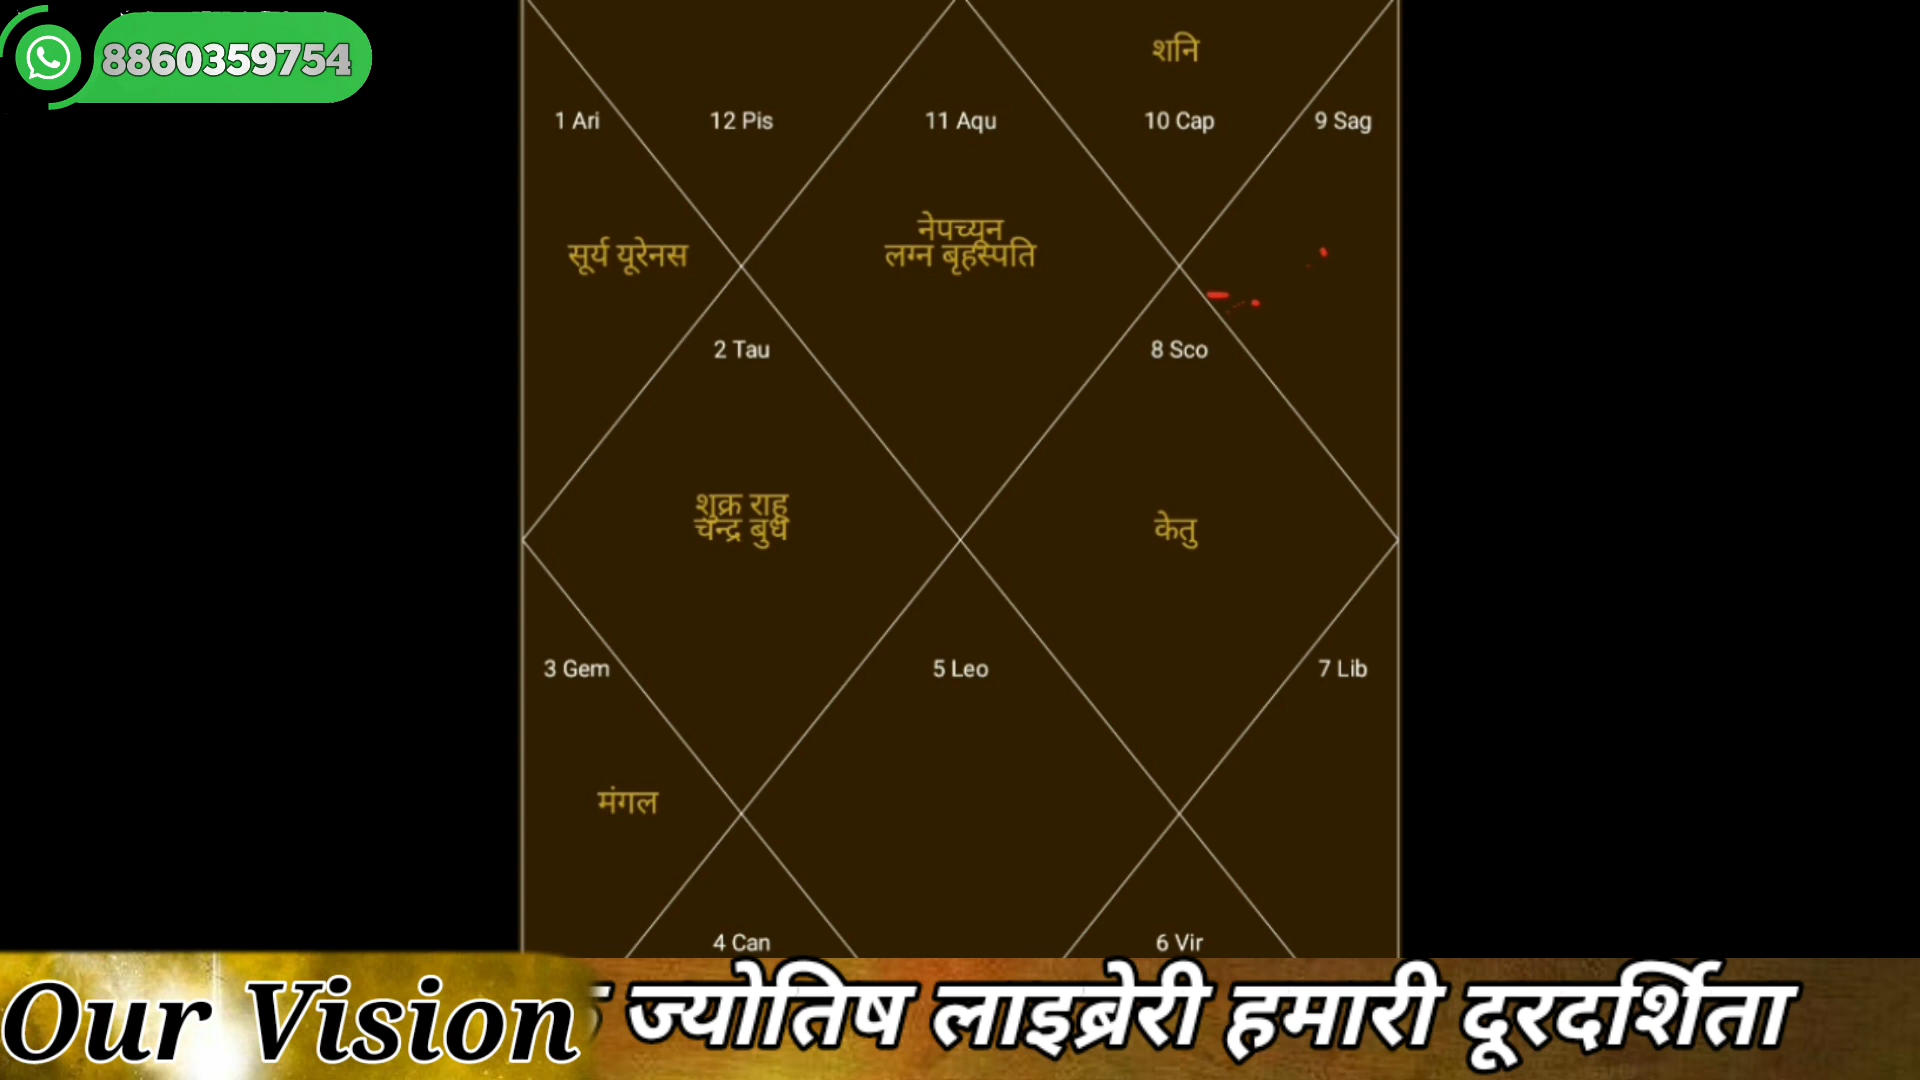 8860359754
शनि
1 Ari
12 Pis
11 Aqu
10 Cap
9 Sag
नेपच्यून
सूर्य यूरेनस
लग्न बृहस्पति
2 Tau
8 Sco
शुक्र राहू
चन्द्र बुध
केतु
3 Gem
5 Leo
7 Lib
मंगल
4 Can
6 Vir
Our Vision
ज्योतिष लाइब्रेरी हमारी दूरदर्शिता